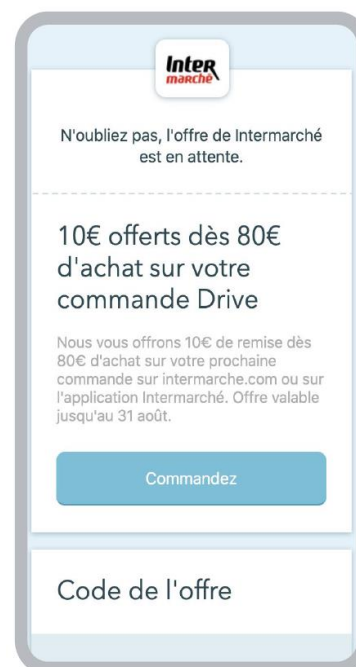 Inter
marché
N'oubliez pas, l'offre de Intermarché
est en attente.
10€ offerts dès 80€
d'achat sur votre
commande Drive
Nous vous offrons 10€ de remise dès
80€ d'achat sur votre prochaine
commande sur intermarche.com ou sur
l'application Intermarché. Offre valable
jusqu'au 31 août.
Commandez
Code de l'offre